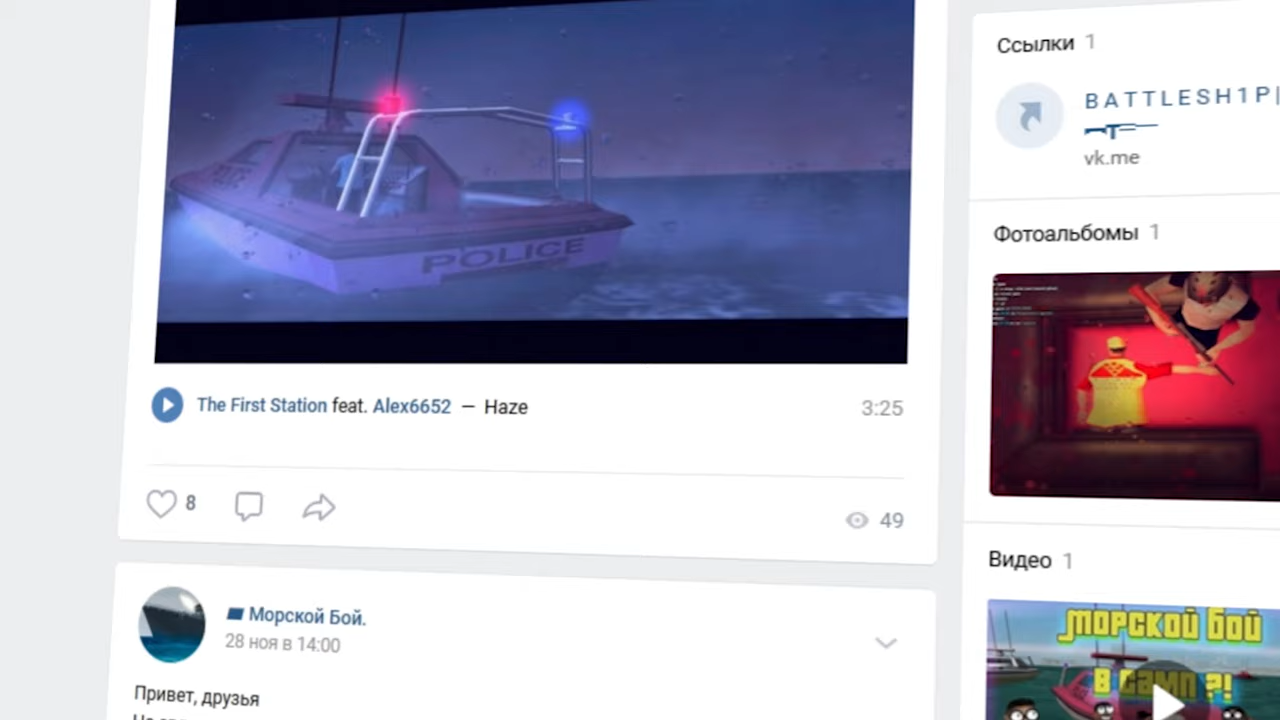 POLICE
The First Station feat. Alex6652 — Haze
3:25
8
49
Морской Бой.
28 ноя в 14:00
Привет, друзья
Ссылки 1
BATTLESH1P|
vk.me
Фотоальбомы 1
Видео 1
МОРСКОЙ БОЙ
В САМП ?!